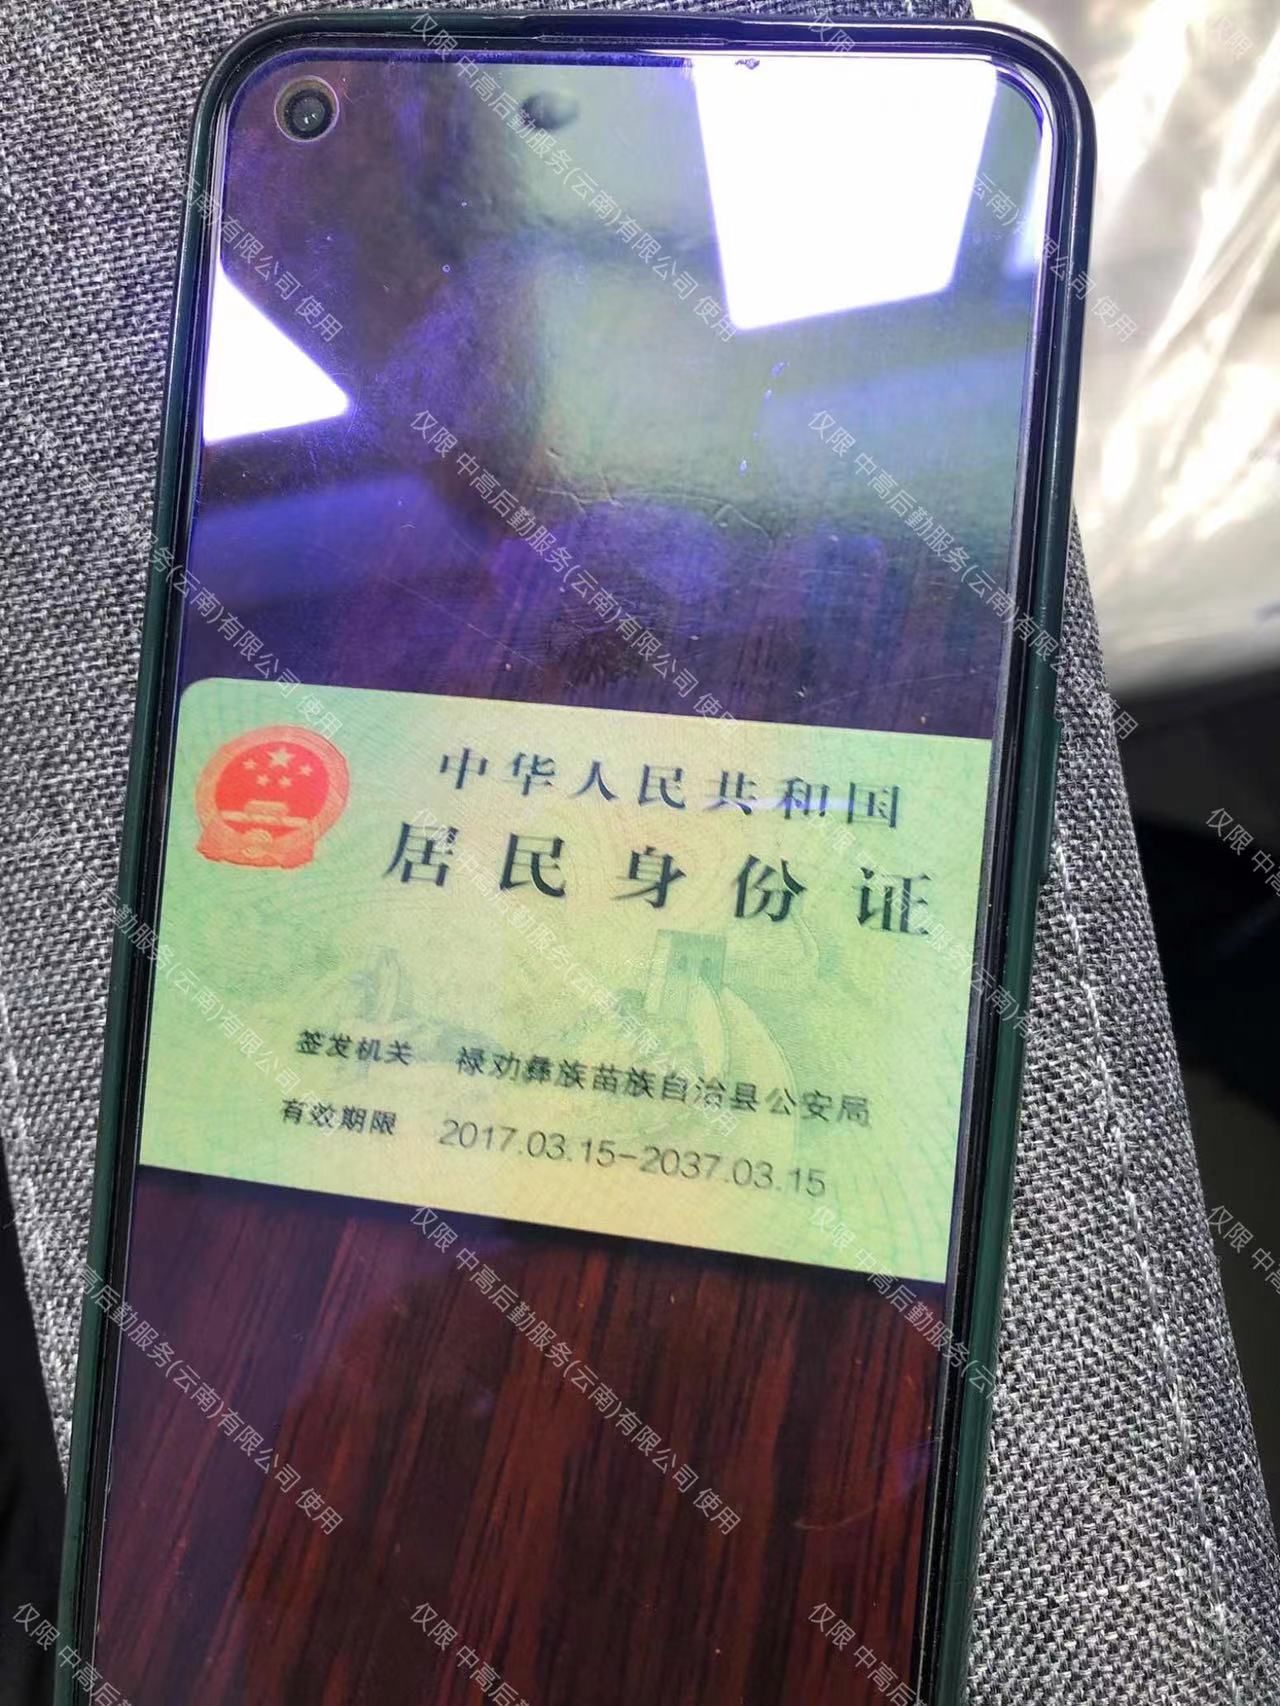 中华人民共和国
居民身份证
签发机关 禄劝彝族苗族自治县公安局
有效期限 2017.03.15-2037.03.15
仅限 中高后勤服务(云南)有限公司 使用